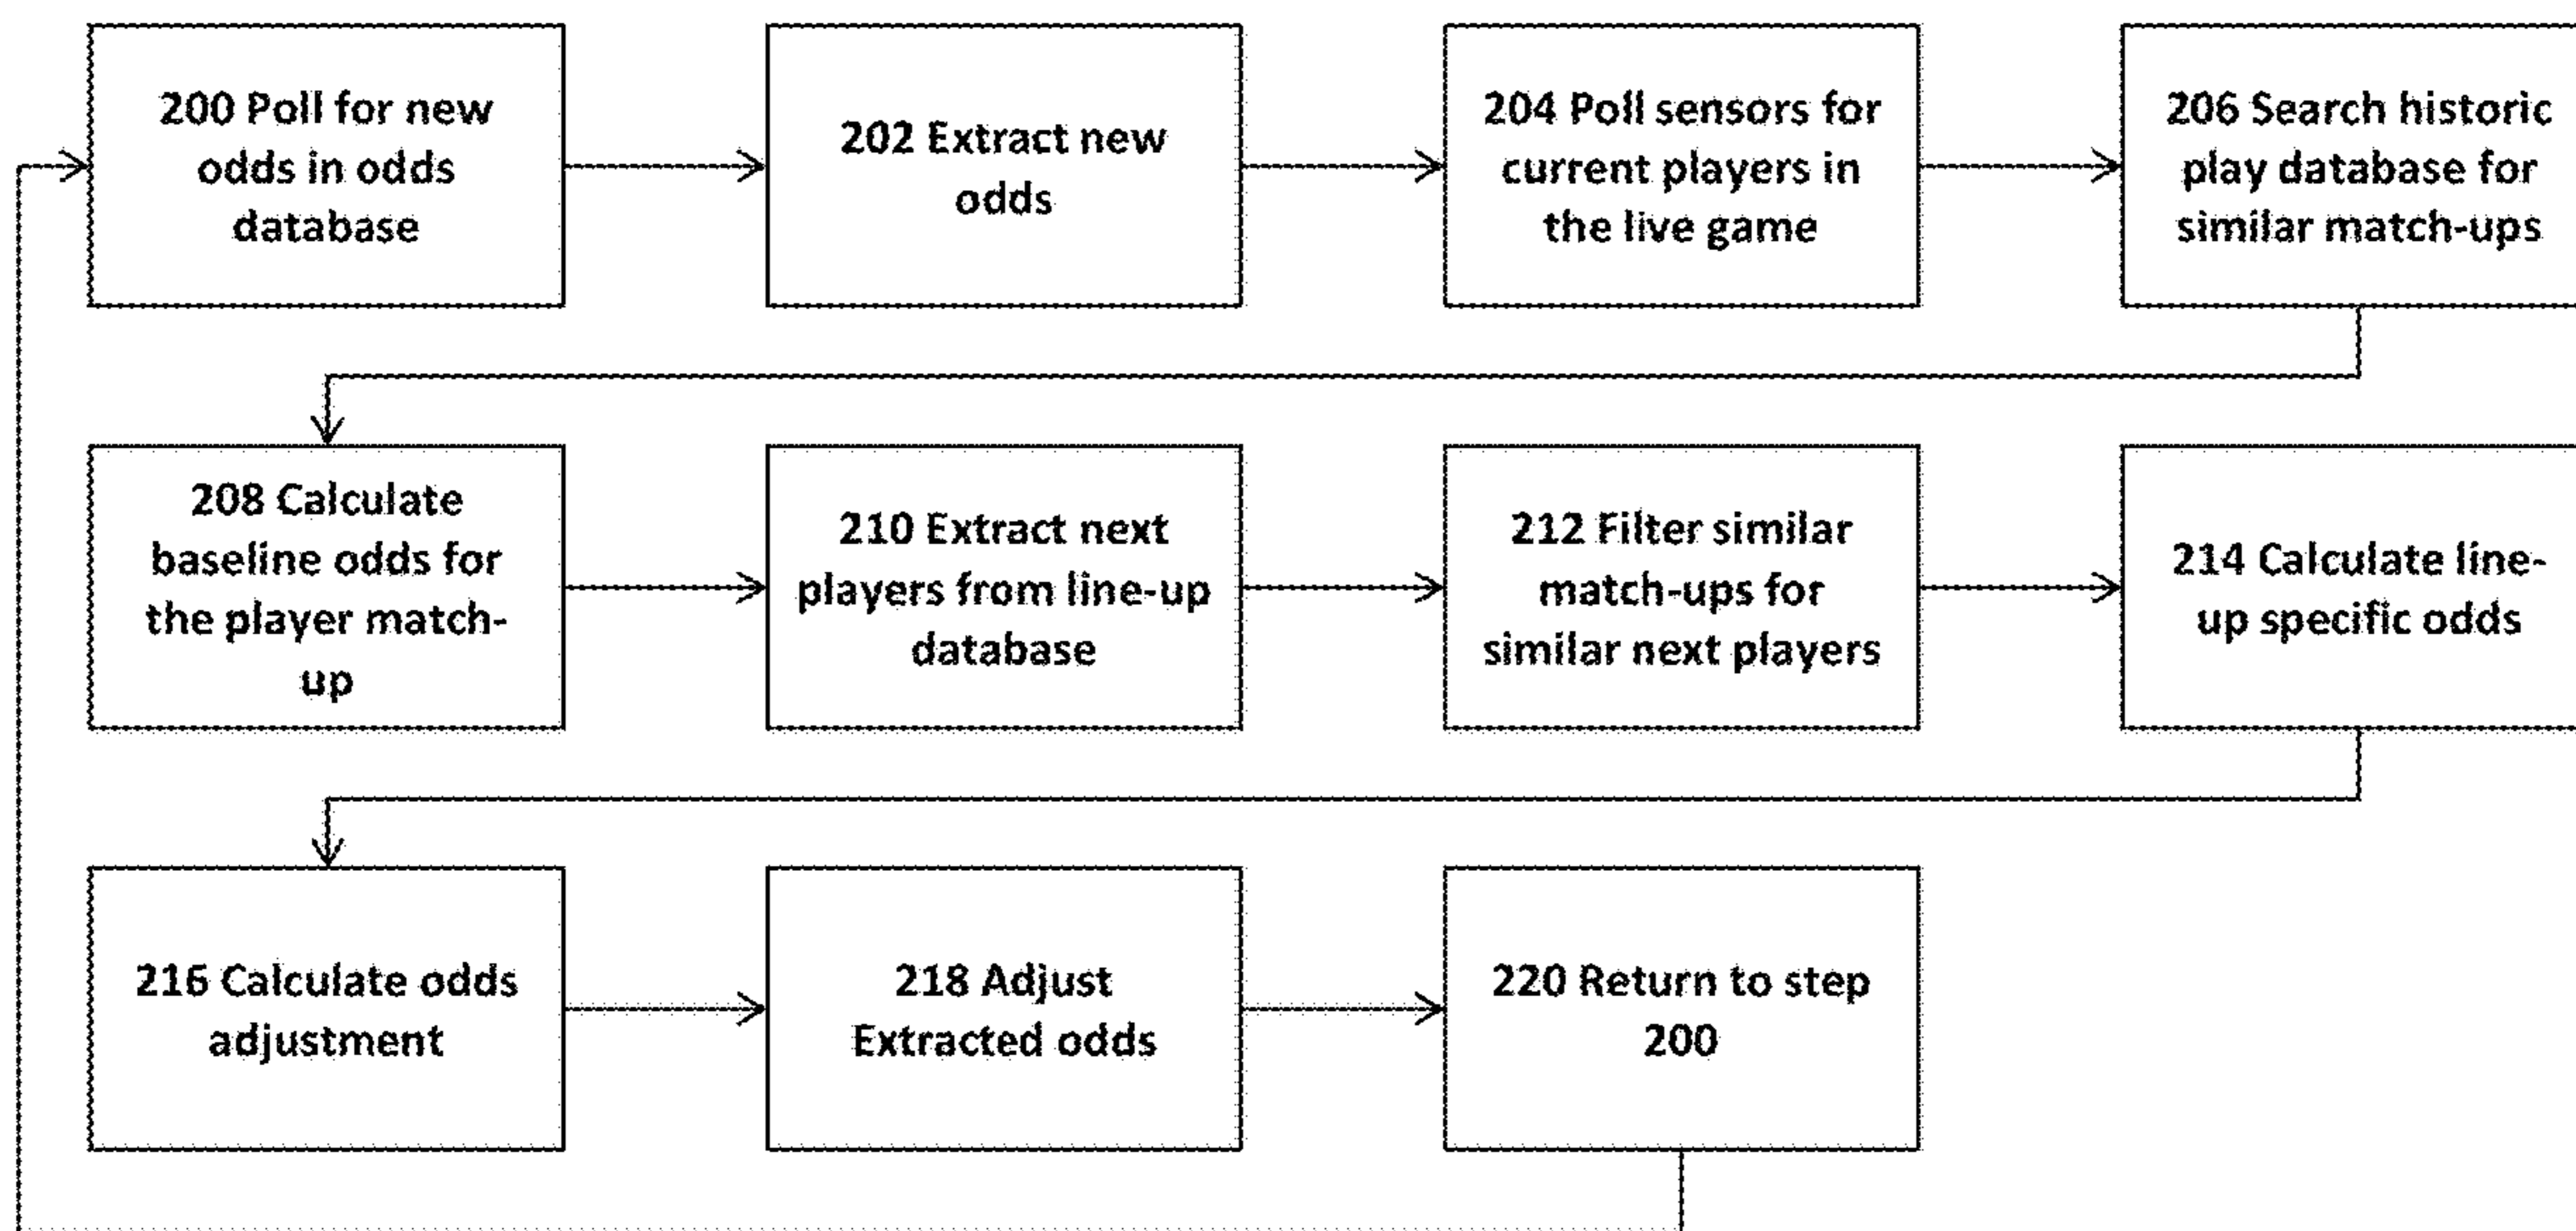 200 Poll for new
odds in odds
database
202 Extract new
odds
204 Poll sensors for
current players in
the live game
206 Search historic
play database for
similar match-ups
208 Calculate
baseline odds for
the player match-
up
210 Extract next
players from line-up
database
212 Filter similar
match-ups for
similar next players
214 Calculate line-
up specific odds
216 Calculate odds
adjustment
218 Adjust
Extracted odds
220 Return to step
200